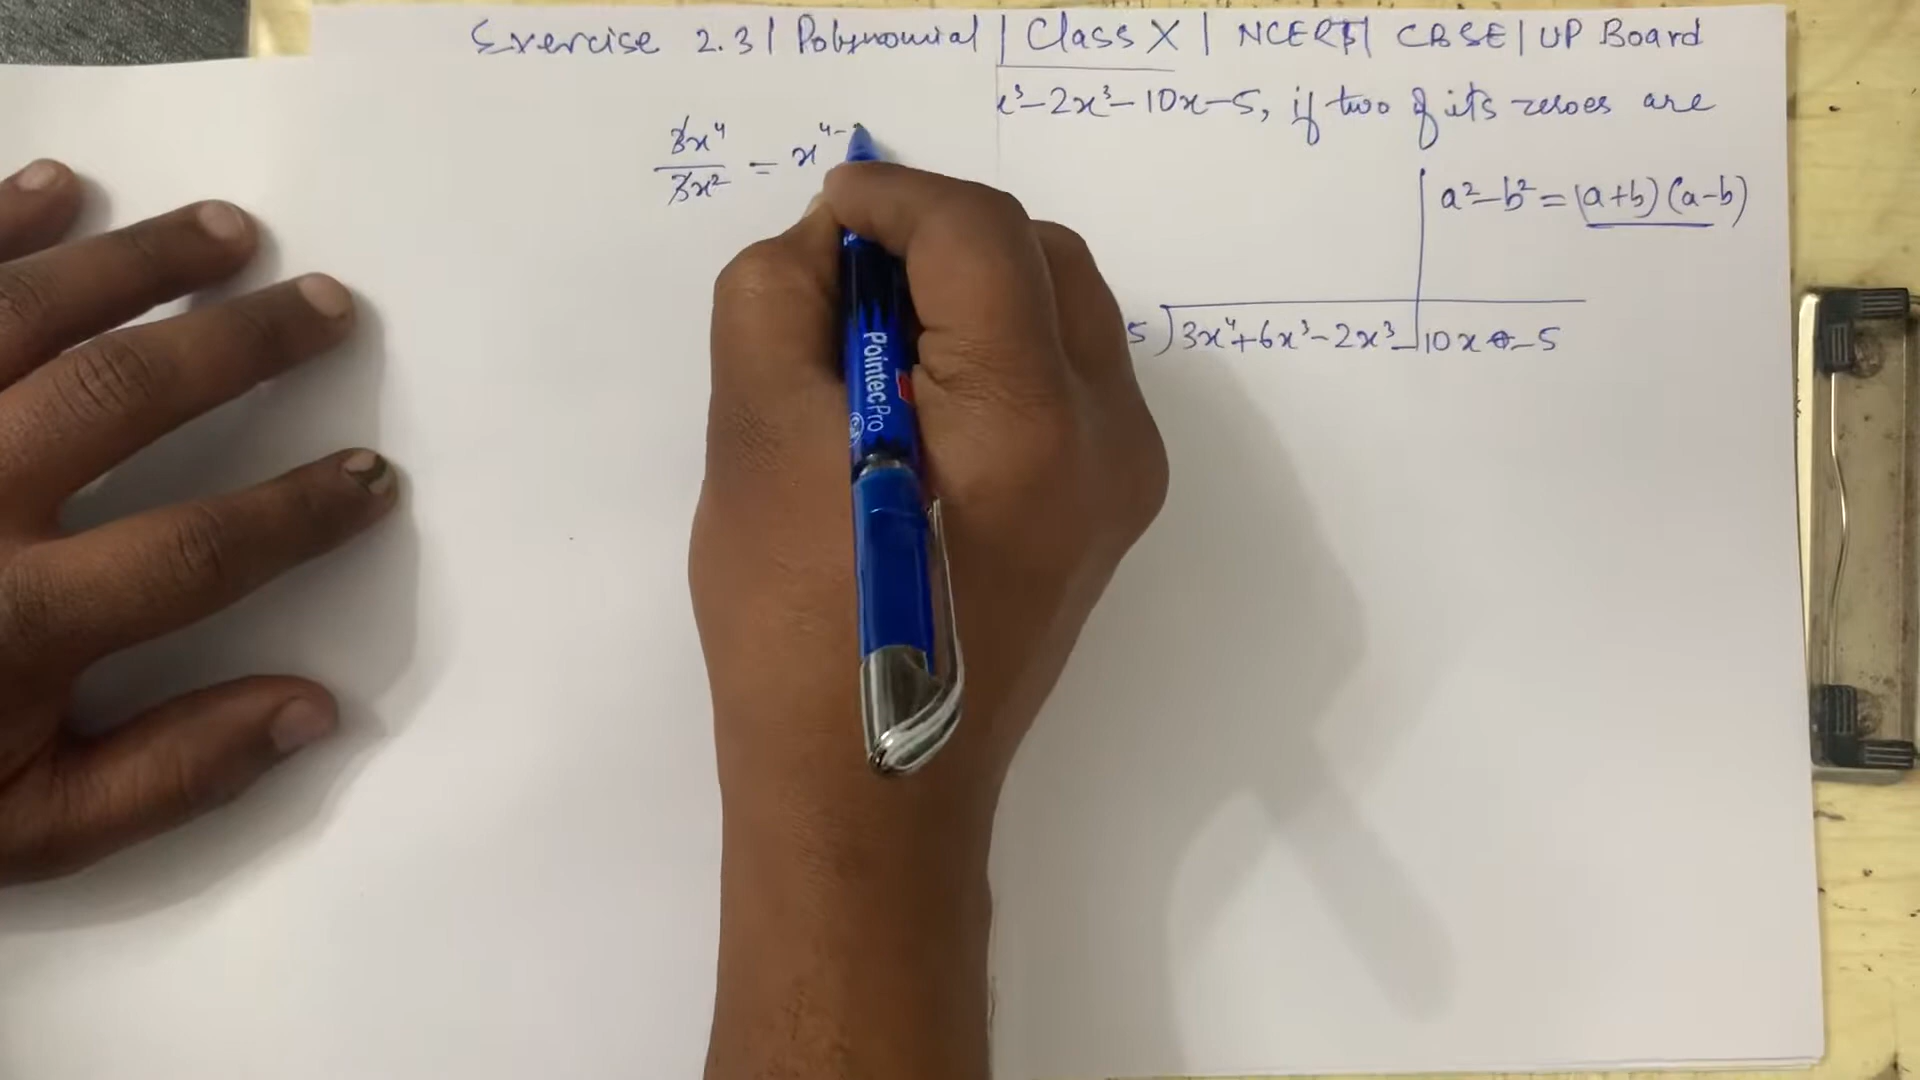 Exercise 2.3 | Polynomial | Class X | NCERT | CBSE | UP Board
x³-2x³-10x-5, if two of its zeroes are
3x⁴/3x² = x⁴⁻
a²-b² = (a+b)(a-b)
5)3x⁴+6x³-2x³-10x-5
PointecPro